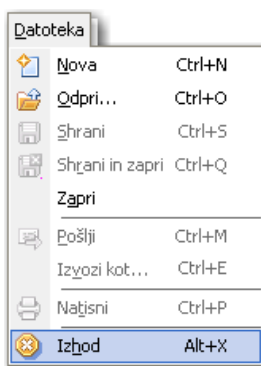 Datoteka
Nova Ctrl+N
Odpri... Ctrl+O
Shrani Ctrl+S
Shrani in zapri Ctrl+Q
Zapri
Pošlji Ctrl+M
Izvozi kot... Ctrl+E
Natisni Ctrl+P
Izhod Alt+X